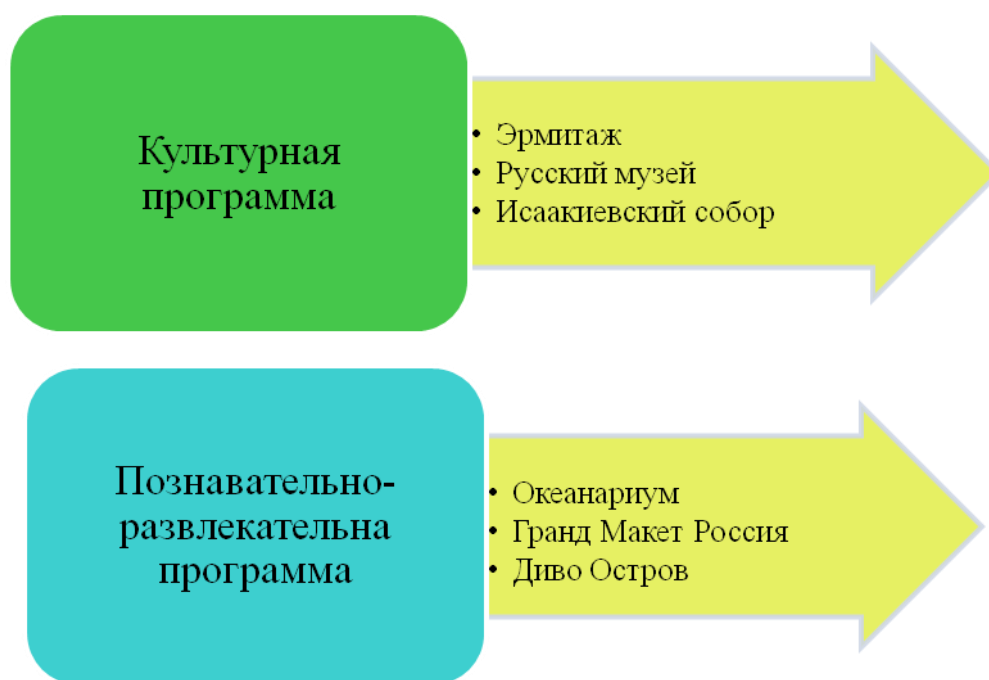 Культурная
программа
• Эрмитаж
• Русский музей
• Исаакиевский собор
Познавательно-
развлекательна
программа
• Океанариум
• Гранд Макет Россия
• Диво Остров